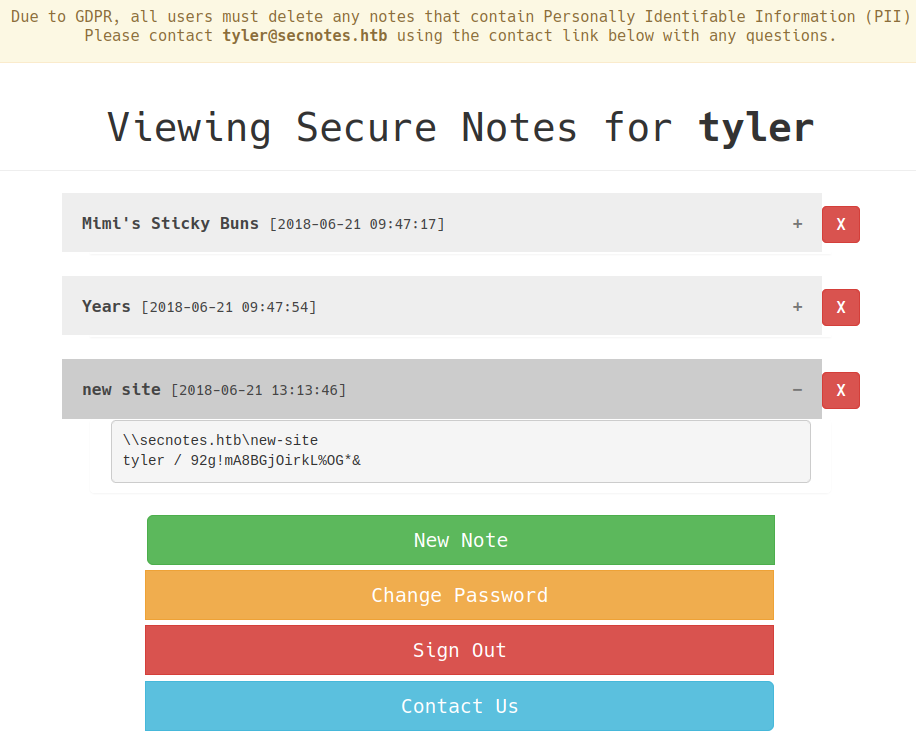 Due to GDPR, all users must delete any notes that contain Personally Identifable Information (PII)
Please contact tyler@secnotes.htb using the contact link below with any questions.
Viewing Secure Notes for tyler
Mimi's Sticky Buns [2018-06-21 09:47:17] + X
Years [2018-06-21 09:47:54] + X
new site [2018-06-21 13:13:46] − X
\\secnotes.htb\new-site
tyler / 92g!mA8BGjOirkL%OG*&
New Note
Change Password
Sign Out
Contact Us